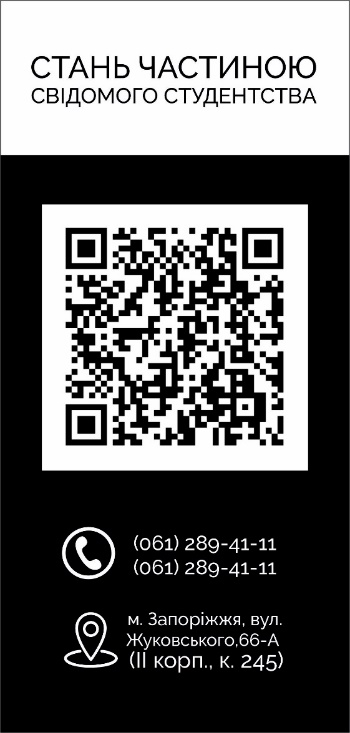 СТАНЬ ЧАСТИНОЮ
СВІДОМОГО СТУДЕНТСТВА
(061) 289-41-11
(061) 289-41-11
м. Запоріжжя, вул.
Жуковського,66-А
(ІІ корп., к. 245)